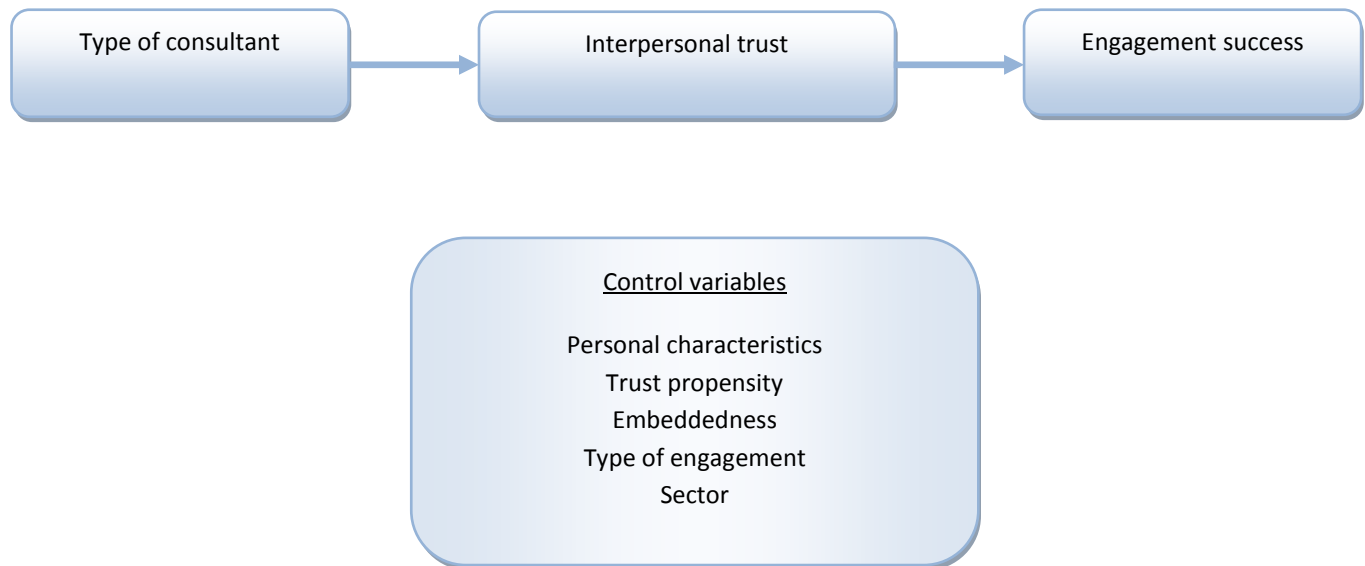 Type of consultant
Interpersonal trust
Engagement success
Control variables
Personal characteristics
Trust propensity
Embeddedness
Type of engagement
Sector